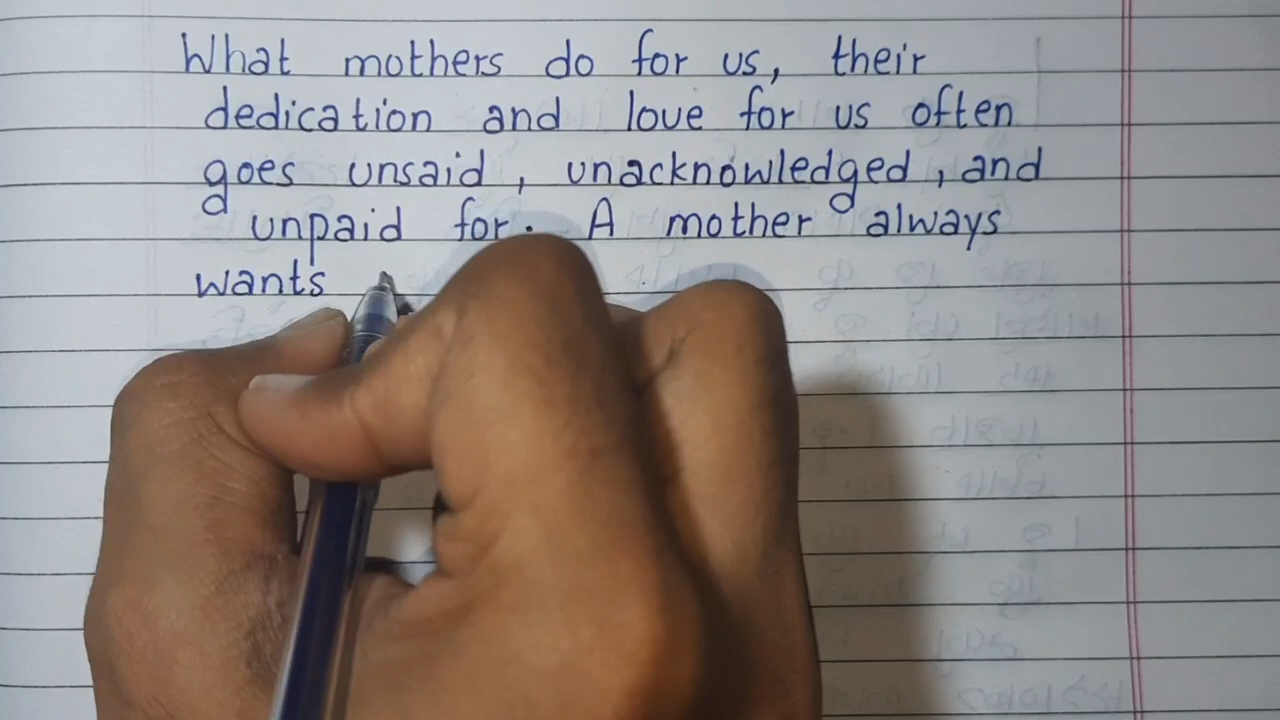 What mothers do for us, their
dedication and love for us often
goes unsaid, unacknowledged, and
unpaid for. A mother always
wants